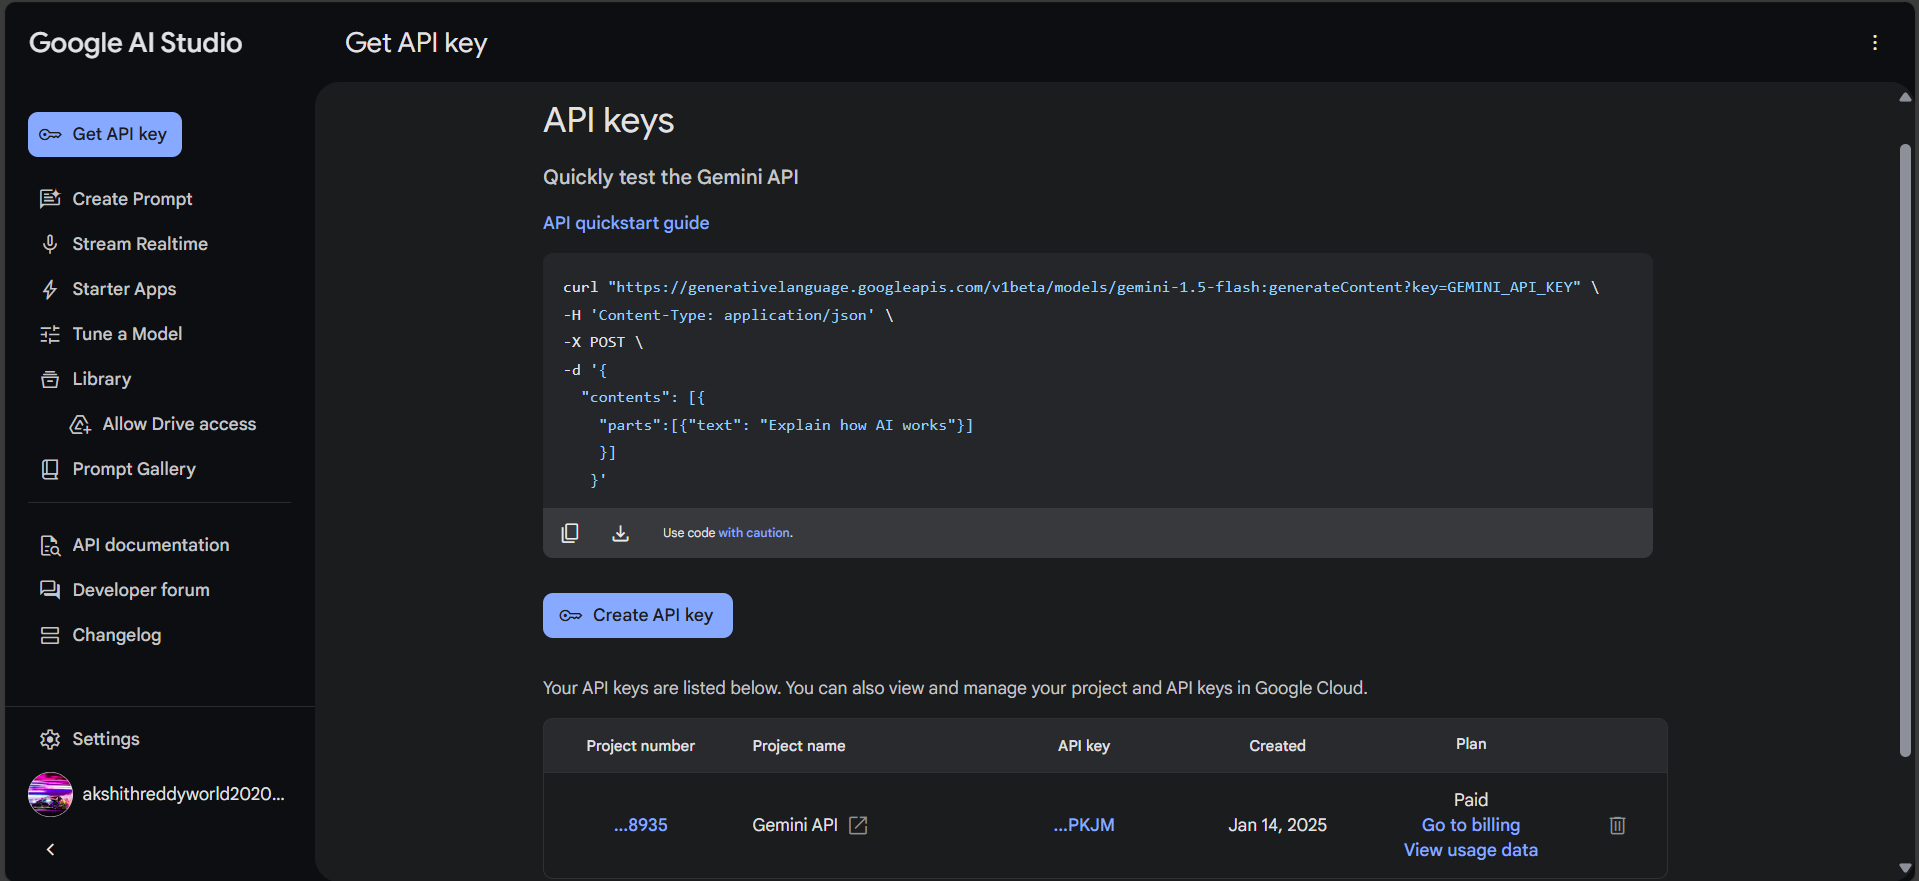 Google AI Studio
Get API key
Get API key
Create Prompt
Stream Realtime
Starter Apps
Tune a Model
Library
Allow Drive access
Prompt Gallery
API documentation
Developer forum
Changelog
Settings
akshithreddyworld2020...
API keys
Quickly test the Gemini API
API quickstart guide
curl "https://generativelanguage.googleapis.com/v1beta/models/gemini-1.5-flash:generateContent?key=GEMINI_API_KEY" \
-H 'Content-Type: application/json' \
-X POST \
-d '{
"contents": [{
"parts":[{"text": "Explain how AI works"}]
}]
}'
Use code with caution.
Create API key
Your API keys are listed below. You can also view and manage your project and API keys in Google Cloud.
Project number Project name API key Created Plan
...8935 Gemini API ...PKJM Jan 14, 2025 Paid
Go to billing
View usage data